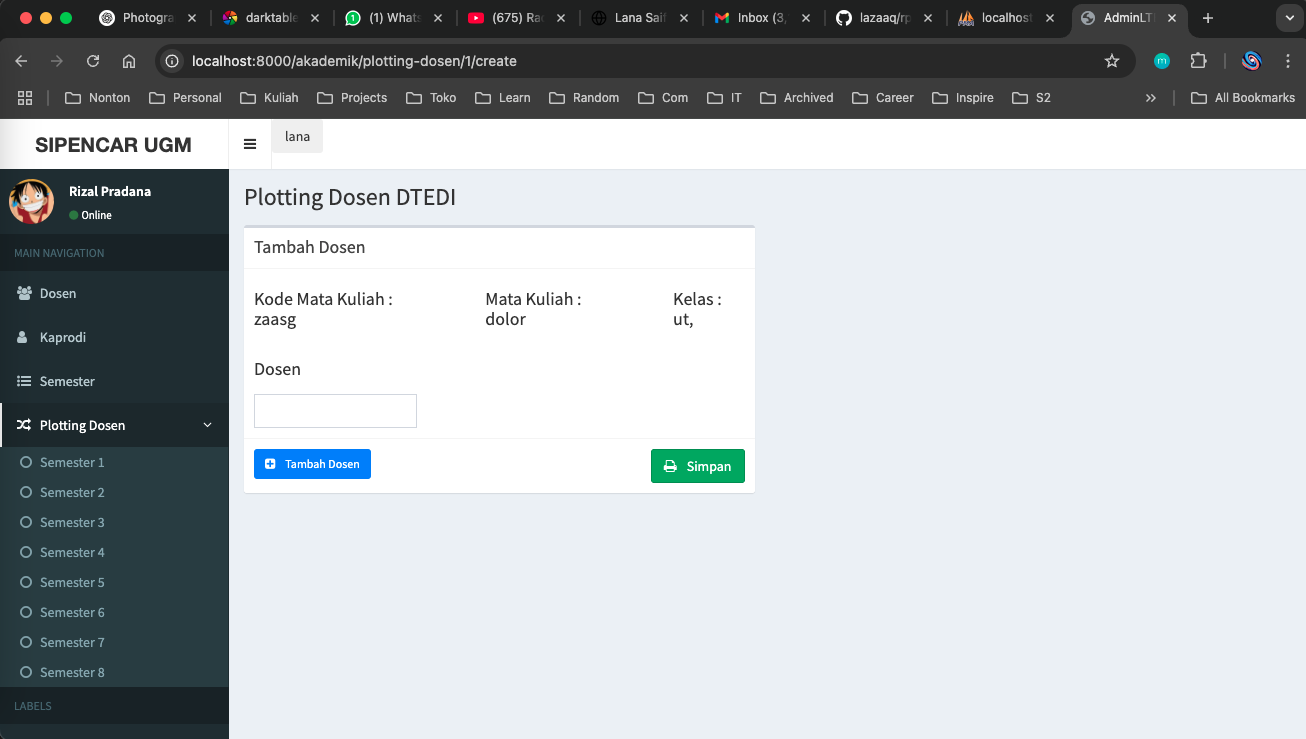 Photogra
darktable
(1) Whats
(675) Rac
Lana Saif
Inbox (3,
lazaaq/rp
localhost
AdminLTE
localhost:8000/akademik/plotting-dosen/1/create
m
Nonton Personal Kuliah Projects Toko Learn Random Com IT Archived Career Inspire S2 » All Bookmarks
SIPENCAR UGM
lana
Rizal Pradana
Online
MAIN NAVIGATION
Dosen
Kaprodi
Semester
Plotting Dosen
Semester 1
Semester 2
Semester 3
Semester 4
Semester 5
Semester 6
Semester 7
Semester 8
LABELS
Plotting Dosen DTEDI
Tambah Dosen
Kode Mata Kuliah :
zaasg
Mata Kuliah :
dolor
Kelas :
ut,
Dosen
Tambah Dosen
Simpan